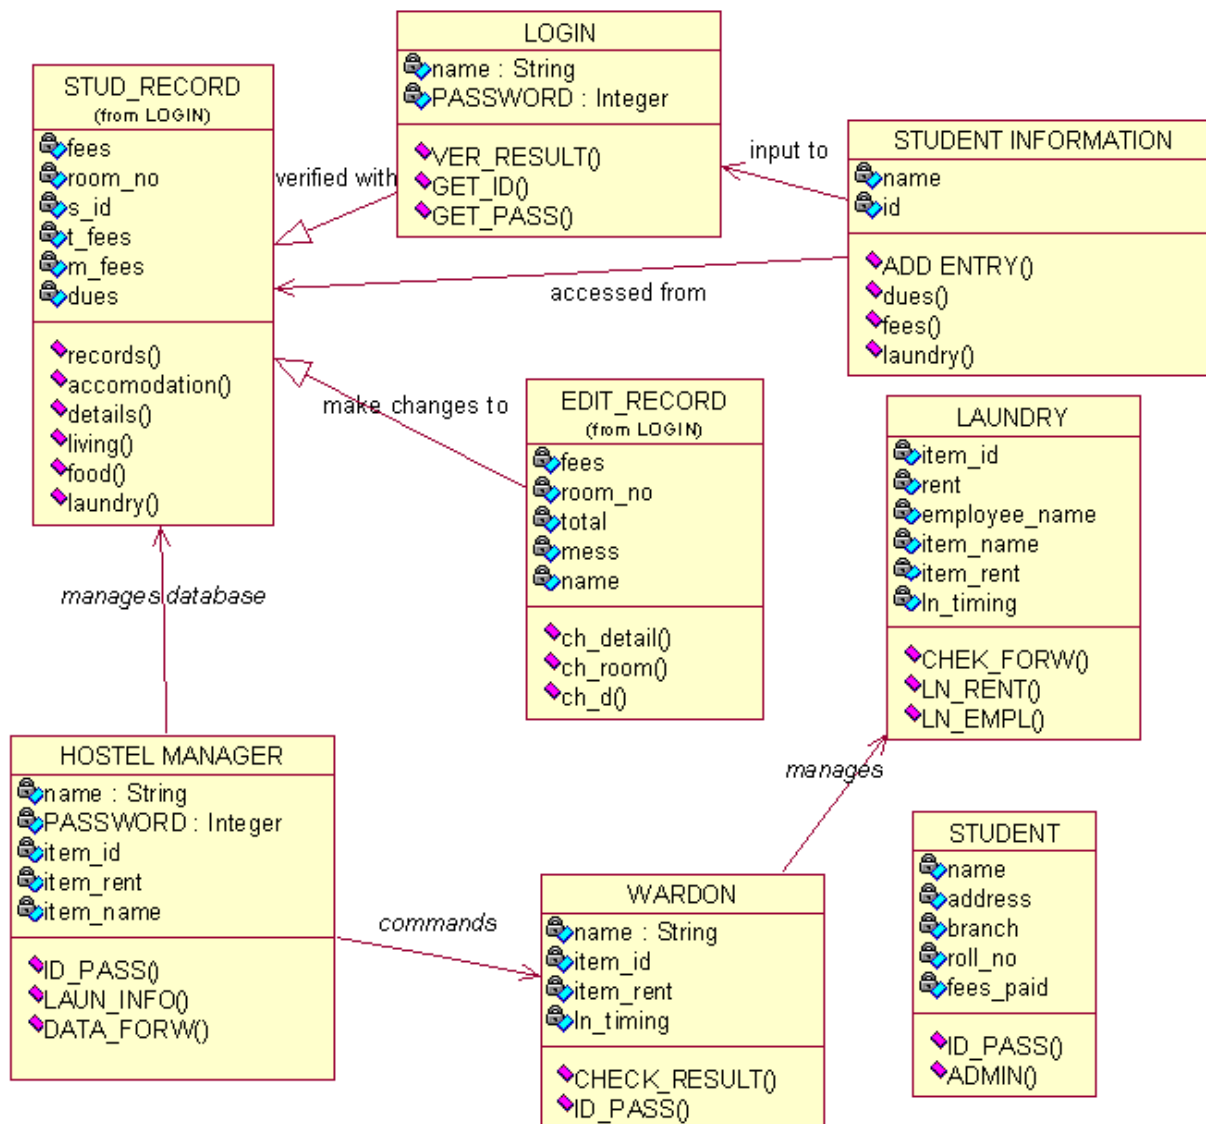 LOGIN
name : String
PASSWORD : Integer
VER_RESULT()
GET_ID()
GET_PASS()
STUD_RECORD
(from LOGIN)
fees
room_no
s_id
t_fees
m_fees
dues
records()
accomodation()
details()
living()
food()
laundry()
verified with
input to
STUDENT INFORMATION
name
id
ADD ENTRY()
dues()
fees()
laundry()
accessed from
make changes to
EDIT_RECORD
(from LOGIN)
fees
room_no
total
mess
name
ch_detail()
ch_room()
ch_d()
LAUNDRY
item_id
rent
employee_name
item_name
item_rent
ln_timing
CHEK_FORW()
LN_RENT()
LN_EMPL()
manages database
HOSTEL MANAGER
name : String
PASSWORD : Integer
item_id
item_rent
item_name
ID_PASS()
LAUN_INFO()
DATA_FORW()
commands
manages
WARDON
name : String
item_id
item_rent
ln_timing
CHECK_RESULT()
ID_PASS()
STUDENT
name
address
branch
roll_no
fees_paid
ID_PASS()
ADMIN()